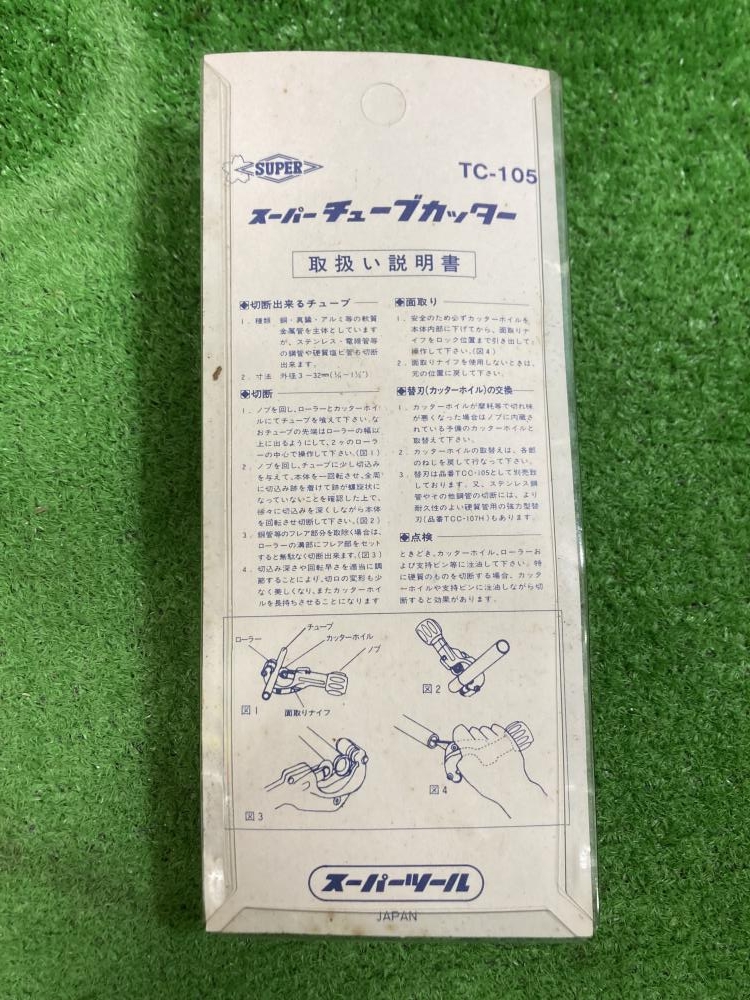 SUPER
TC-105
スーパーチューブカッター
取扱い説明書
切断出来るチューブ
1. 種類 銅・真鍮・アルミ等の軟質
金属管を主体としています
が、ステンレス・電線管等
の鋼管や硬質塩ビ管も切断
出来ます。
2. 寸法 外径3〜32mm(⅛〜1¼")
切断
1. ノブを回し、ローラーとカッターホイ
ルにてチューブを喰えて下さい。な
おチューブの先端はローラーの幅以
上に出るようにして、2ヶのローラ
ーの中心で操作して下さい。(図1)
2. ノブを回し、チューブに少し切込み
を与えて、本体を一回転させ、全周
に切込み跡を着けて跡が螺旋状に
なっていないことを確認した上で、
徐々に切込みを深くしながら本体
を回転させ切断して下さい。(図2)
3. 銅管等のフレア部分を取除く場合は、
ローラーの溝部にフレア部をセット
すると無駄なく切断出来ます。(図3)
4. 切込み深さや回転早さを適当に調
節することにより、切口の変形も少
なく美しくなり、またカッターホイ
ルを長持ちさせることになります
面取り
1. 安全のため必ずカッターホイルを
本体内部に下げてから、面取りナ
イフをロック位置まで引き出して
操作して下さい。(図4)
2. 面取りナイフを使用しないときは、
元の位置に戻して下さい。
替刃(カッターホイル)の交換
1. カッターホイルが摩耗等で切れ味
が悪くなった場合はノブに内蔵さ
れている予備のカッターホイルと
取替えて下さい。
2. カッターホイルの取替えは、各部
のねじを戻して行なって下さい。
3. 替刃は品番TCC-105として別売致
しております。又、ステンレス鋼
管やその他鋼管の切断には、より
耐久性のよい硬質管用の強力型替
刃(品番TCC-107H)もあります。
点検
ときどき、カッターホイル、ローラーお
よび支持ピン等に注油して下さい。特
に硬質のものを切断する場合、カッタ
ーホイルや支持ピンに注油しながら切
断すると効果があります。
チューブ
ローラー
カッターホイル
ノブ
図1
面取りナイフ
図2
図3
図4
スーパーツール
JAPAN